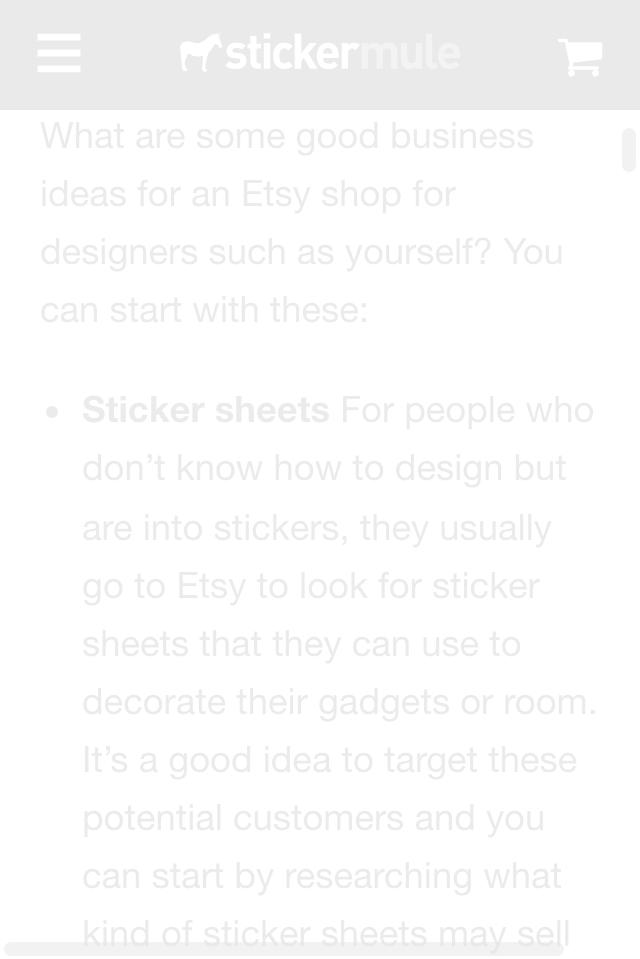 stickermule
What are some good business
ideas for an Etsy shop for
designers such as yourself? You
can start with these:
• Sticker sheets For people who
don’t know how to design but
are into stickers, they usually
go to Etsy to look for sticker
sheets that they can use to
decorate their gadgets or room.
It’s a good idea to target these
potential customers and you
can start by researching what
kind of sticker sheets may sell